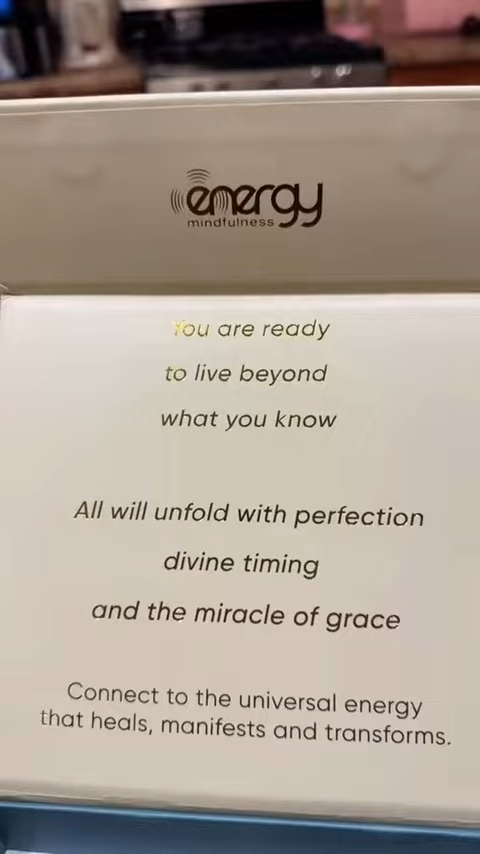 energy
mindfulness
You are ready
to live beyond
what you know
All will unfold with perfection
divine timing
and the miracle of grace
Connect to the universal energy
that heals, manifests and transforms.